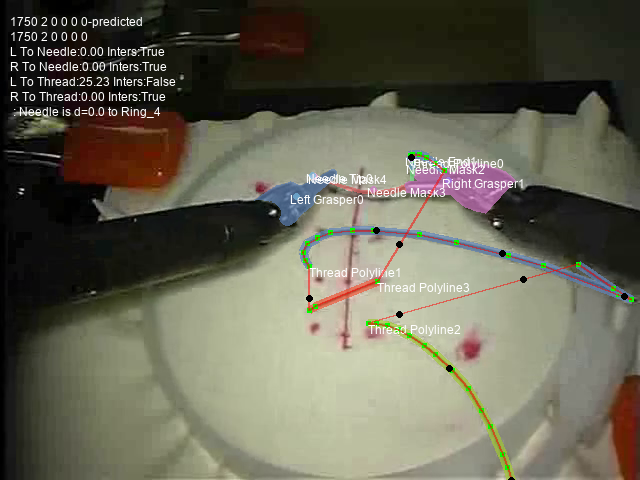 1750 2 0 0 0 0-predicted
1750 2 0 0 0 0
L To Needle:0.00 Inters:True
R To Needle:0.00 Inters:True
L To Thread:25.23 Inters:False
R To Thread:0.00 Inters:True
: Needle is d=0.0 to Ring_4
Thread Polyline0
Needle Mask2
Needle Mask4
Right Grasper1
Needle Mask3
Left Grasper0
Thread Polyline1
Thread Polyline3
Thread Polyline2